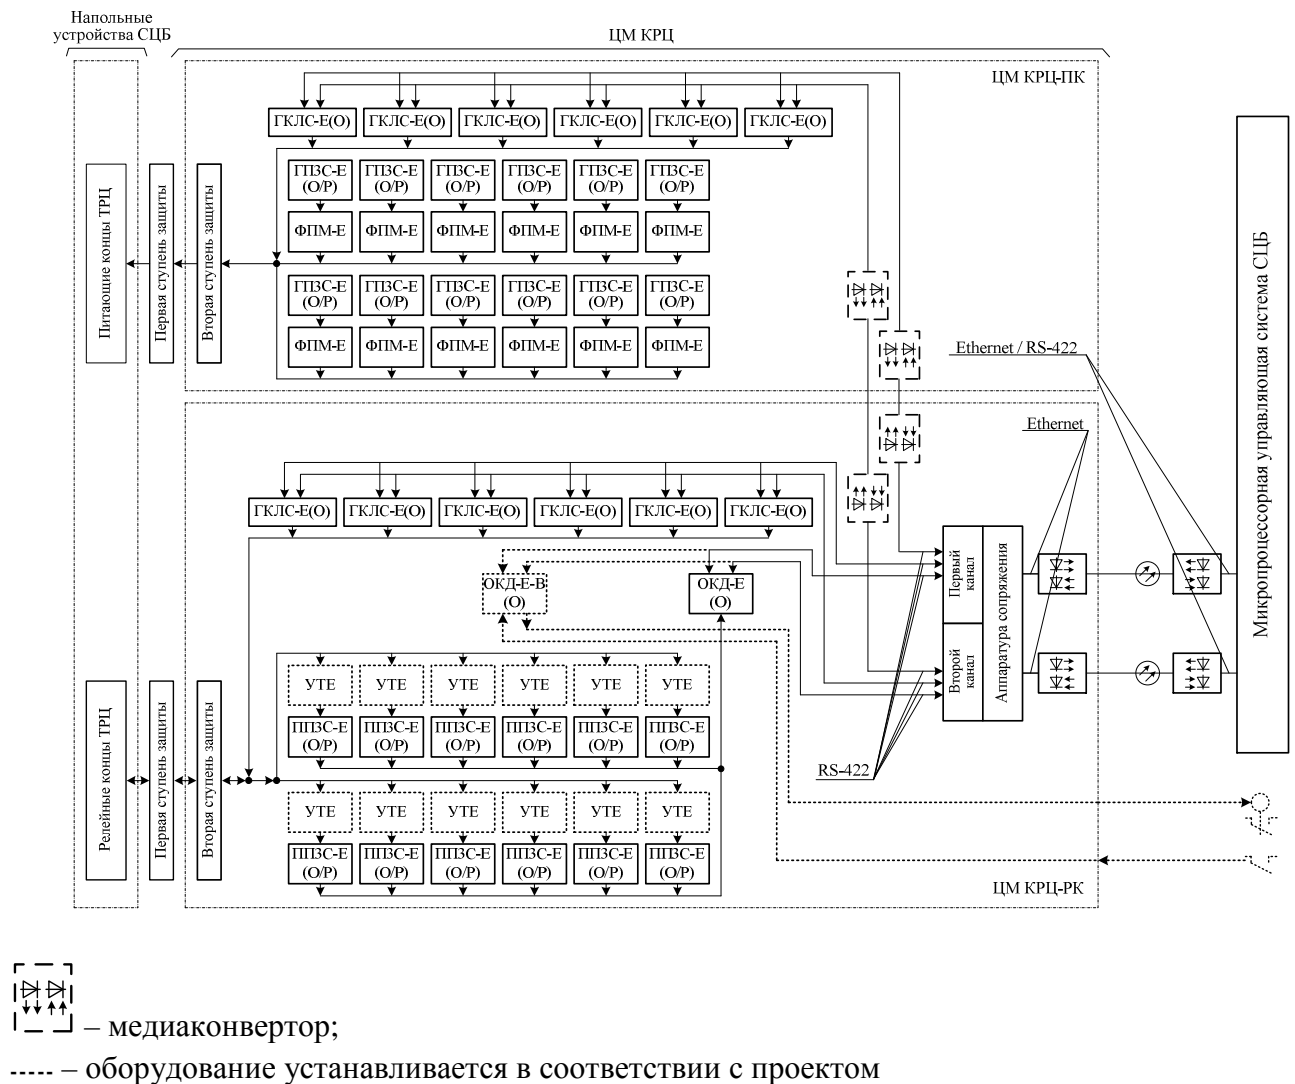 Напольные
устройства СЦБ
ЦМ КРЦ
ЦМ КРЦ-ПК
ГКЛС-Е(О) ГКЛС-Е(О) ГКЛС-Е(О) ГКЛС-Е(О) ГКЛС-Е(О) ГКЛС-Е(О)
ГПЗС-Е ГПЗС-Е ГПЗС-Е ГПЗС-Е ГПЗС-Е ГПЗС-Е
(О/Р) (О/Р) (О/Р) (О/Р) (О/Р) (О/Р)
ФПМ-Е ФПМ-Е ФПМ-Е ФПМ-Е ФПМ-Е ФПМ-Е
Питающие концы ТРЦ
Первая ступень защиты
Вторая ступень защиты
ГПЗС-Е ГПЗС-Е ГПЗС-Е ГПЗС-Е ГПЗС-Е ГПЗС-Е
(О/Р) (О/Р) (О/Р) (О/Р) (О/Р) (О/Р)
ФПМ-Е ФПМ-Е ФПМ-Е ФПМ-Е ФПМ-Е ФПМ-Е
Ethernet / RS-422
Микропроцессорная управляющая система СЦБ
Ethernet
ГКЛС-Е(О) ГКЛС-Е(О) ГКЛС-Е(О) ГКЛС-Е(О) ГКЛС-Е(О) ГКЛС-Е(О)
ОКД-Е-В
(О)
ОКД-Е
(О)
Первый
канал
Второй
канал
Аппаратура сопряжения
УТЕ УТЕ УТЕ УТЕ УТЕ УТЕ
ППЗС-Е ППЗС-Е ППЗС-Е ППЗС-Е ППЗС-Е ППЗС-Е
(О/Р) (О/Р) (О/Р) (О/Р) (О/Р) (О/Р)
RS-422
Релейные концы ТРЦ
Первая ступень защиты
Вторая ступень защиты
УТЕ УТЕ УТЕ УТЕ УТЕ УТЕ
ППЗС-Е ППЗС-Е ППЗС-Е ППЗС-Е ППЗС-Е ППЗС-Е
(О/Р) (О/Р) (О/Р) (О/Р) (О/Р) (О/Р)
ЦМ КРЦ-РК
– медиаконвертор;
– оборудование устанавливается в соответствии с проектом